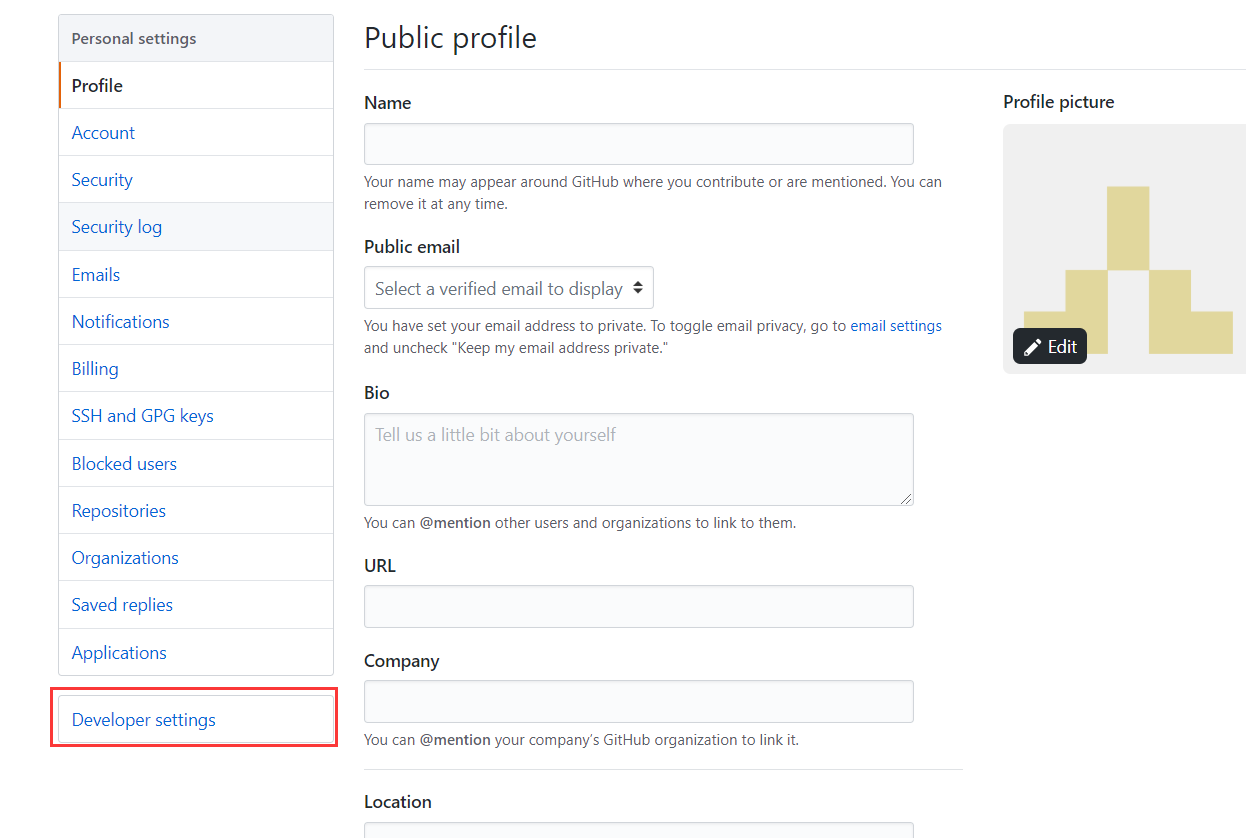 Personal settings
Profile
Account
Security
Security log
Emails
Notifications
Billing
SSH and GPG keys
Blocked users
Repositories
Organizations
Saved replies
Applications
Developer settings
Public profile
Name
Your name may appear around GitHub where you contribute or are mentioned. You can
remove it at any time.
Public email
Select a verified email to display
You have set your email address to private. To toggle email privacy, go to email settings
and uncheck "Keep my email address private."
Bio
Tell us a little bit about yourself
You can @mention other users and organizations to link to them.
URL
Company
You can @mention your company's GitHub organization to link it.
Location
Profile picture
Edit